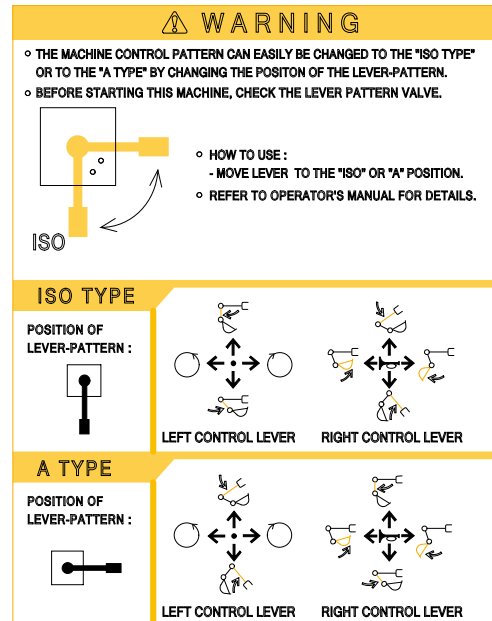 WARNING
THE MACHINE CONTROL PATTERN CAN EASILY BE CHANGED TO THE "ISO TYPE"
OR TO THE "A TYPE" BY CHANGING THE POSITON OF THE LEVER-PATTERN.
BEFORE STARTING THIS MACHINE, CHECK THE LEVER PATTERN VALVE.
HOW TO USE :
- MOVE LEVER TO THE "ISO" OR "A" POSITION.
REFER TO OPERATOR'S MANUAL FOR DETAILS.
ISO
ISO TYPE
POSITION OF
LEVER-PATTERN :
LEFT CONTROL LEVER
RIGHT CONTROL LEVER
A TYPE
POSITION OF
LEVER-PATTERN :
LEFT CONTROL LEVER
RIGHT CONTROL LEVER